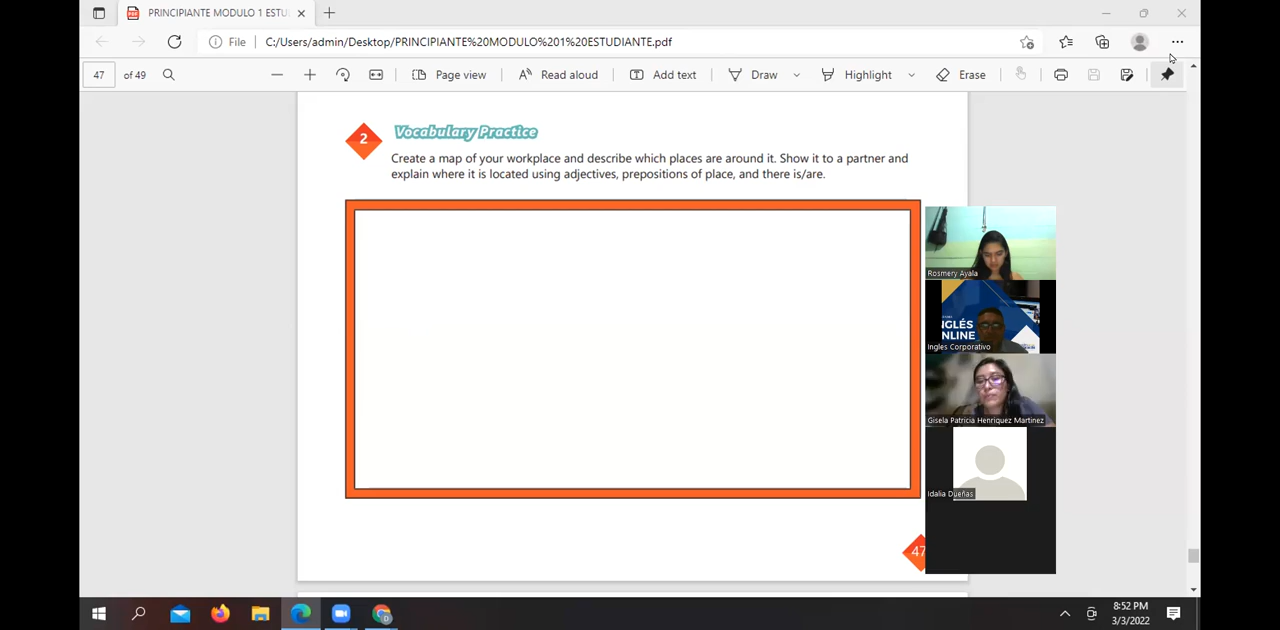 PRINCIPIANTE MODULO 1 ESTU
File
C:/Users/admin/Desktop/PRINCIPIANTE%20MODULO%201%20ESTUDIANTE.pdf
47 of 49
Page view
Read aloud
Add text
Draw
Highlight
Erase
2
Vocabulary Practice
Create a map of your workplace and describe which places are around it. Show it to a partner and
explain where it is located using adjectives, prepositions of place, and there is/are.
Rosmery Ayala
INGLÉS
ONLINE
Ingles Corporativo
Gisela Patricia Henriquez Martinez
Idalia Dueñas
47
8:52 PM
3/3/2022